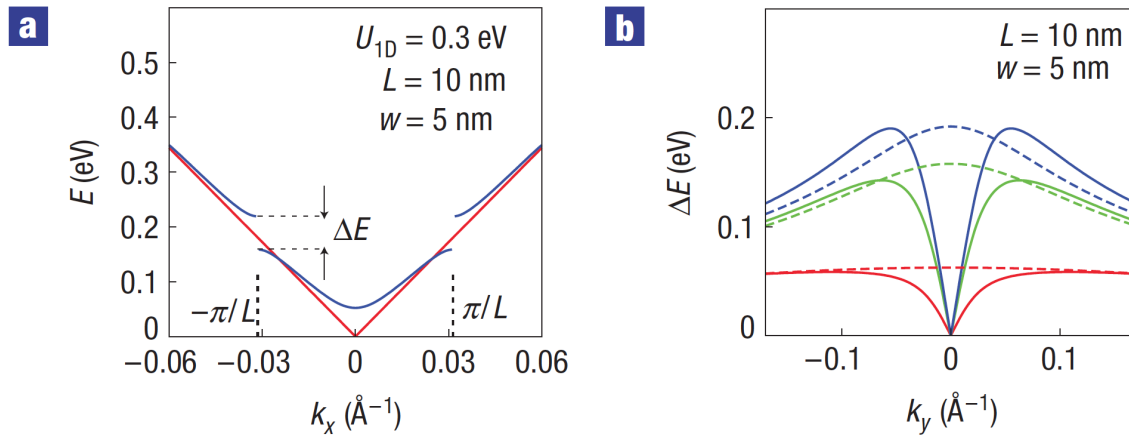 a
U1D = 0.3 eV
L = 10 nm
w = 5 nm
E (eV)
0.5
0.4
0.3
0.2
0.1
0
ΔE
−π/L
π/L
−0.06
−0.03
0
0.03
0.06
kx (Å−1)
b
L = 10 nm
w = 5 nm
ΔE (eV)
0.2
0.1
0
−0.1
0
0.1
ky (Å−1)